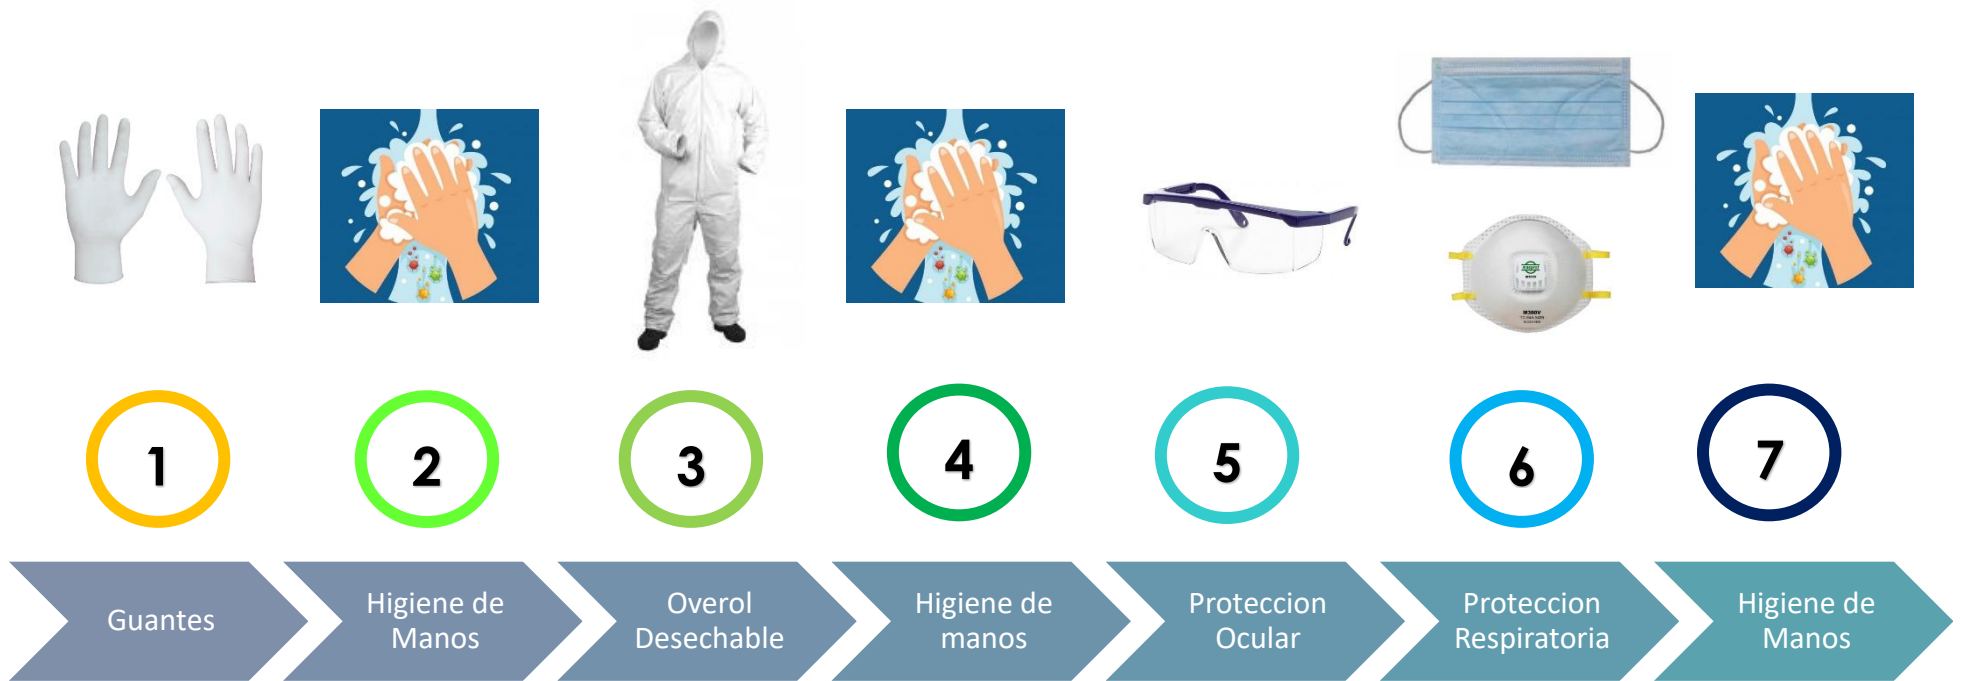 1
2
3
4
5
6
7
Guantes
Higiene de
Manos
Overol
Desechable
Higiene de
manos
Proteccion
Ocular
Proteccion
Respiratoria
Higiene de
Manos